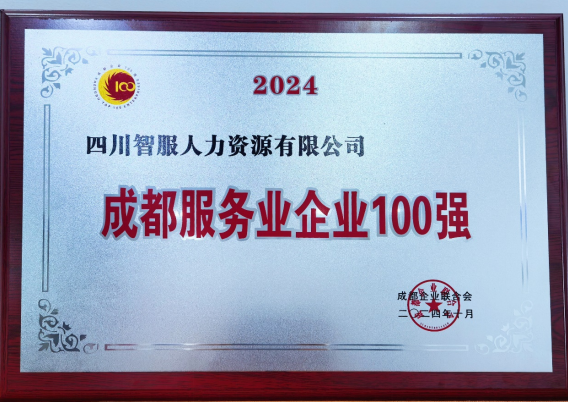 100
2024
四川智服人力资源有限公司
成都服务业企业100强
成都企业联合会
二〇二四年十月